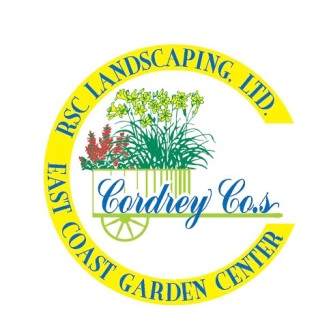 RSC LANDSCAPING, LTD.
Cordrey Co.s
EAST COAST GARDEN CENTER